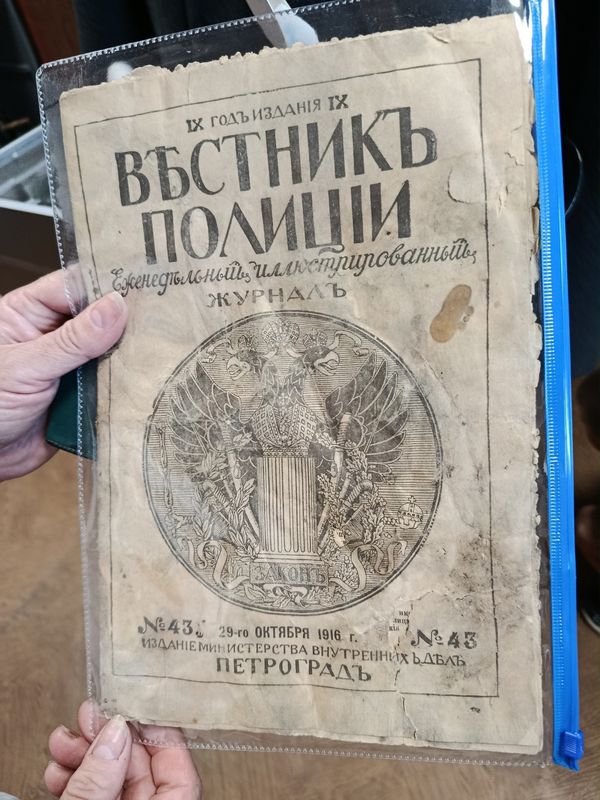 IX ГОДЪ ИЗДАНІЯ IX
ВѢСТНИКЪ
ПОЛИЦІИ
Еженедѣльный иллюстрированный
ЖУРНАЛЪ
ЗАКОНЪ
№43. 29-го ОКТЯБРЯ 1916 г. №43
ИЗДАНІЕ МИНИСТЕРСТВА ВНУТРЕННИХЪ ДѢЛЪ
ПЕТРОГРАДЪ